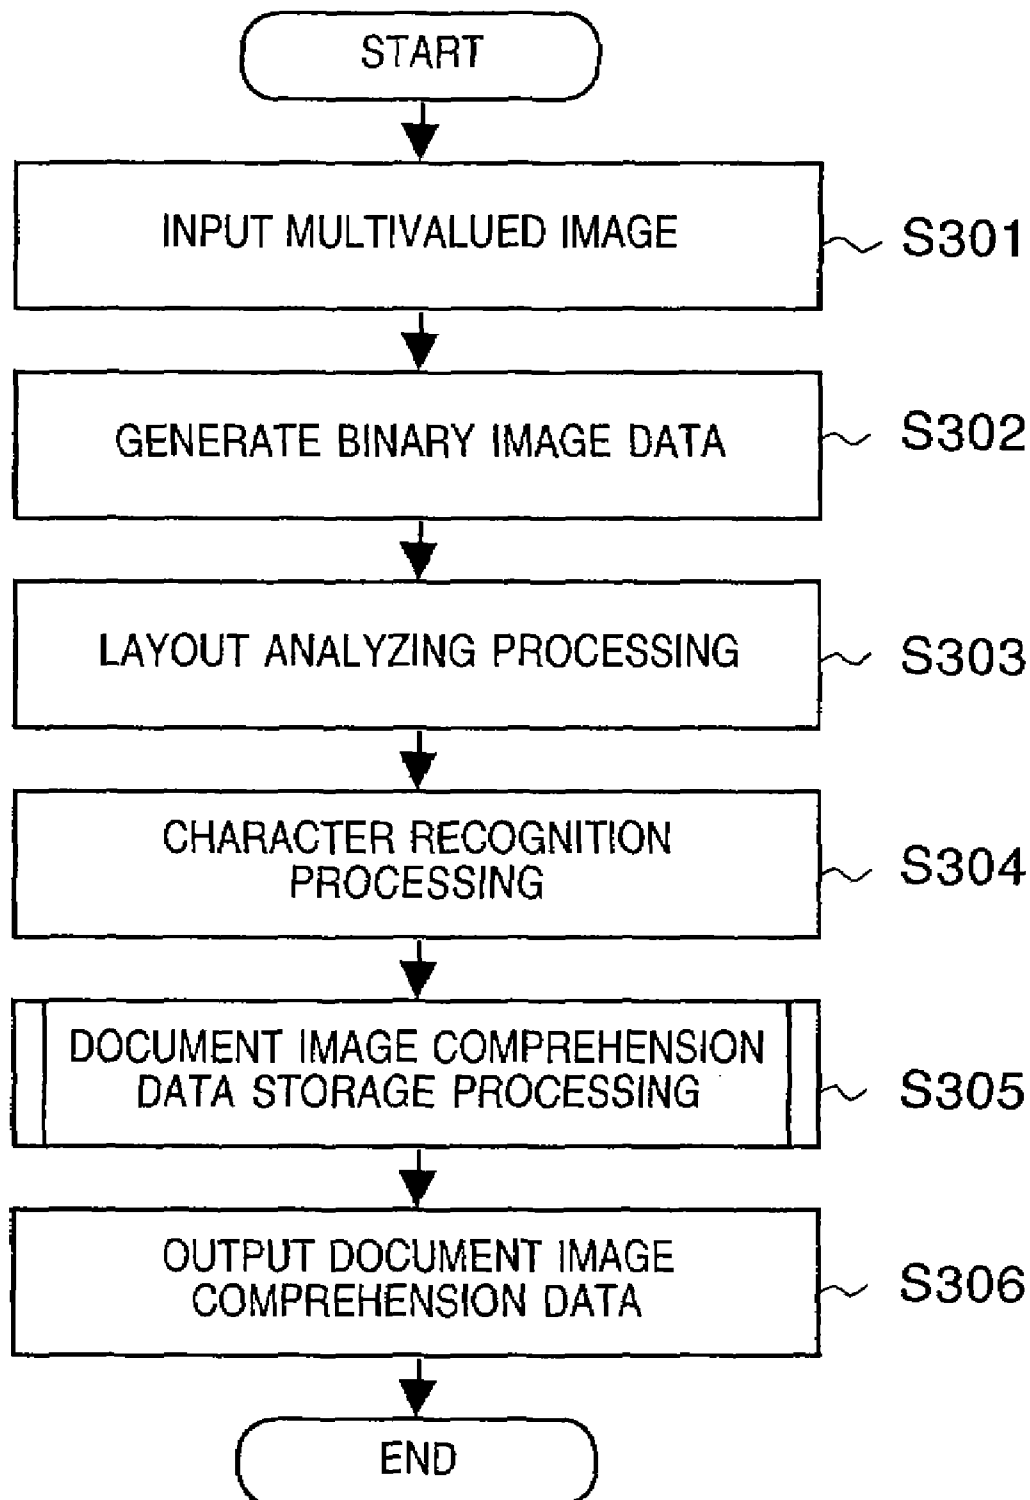 START
INPUT MULTIVALUED IMAGE
S301
GENERATE BINARY IMAGE DATA
S302
LAYOUT ANALYZING PROCESSING
S303
CHARACTER RECOGNITION
PROCESSING
S304
DOCUMENT IMAGE COMPREHENSION
DATA STORAGE PROCESSING
S305
OUTPUT DOCUMENT IMAGE
COMPREHENSION DATA
S306
END